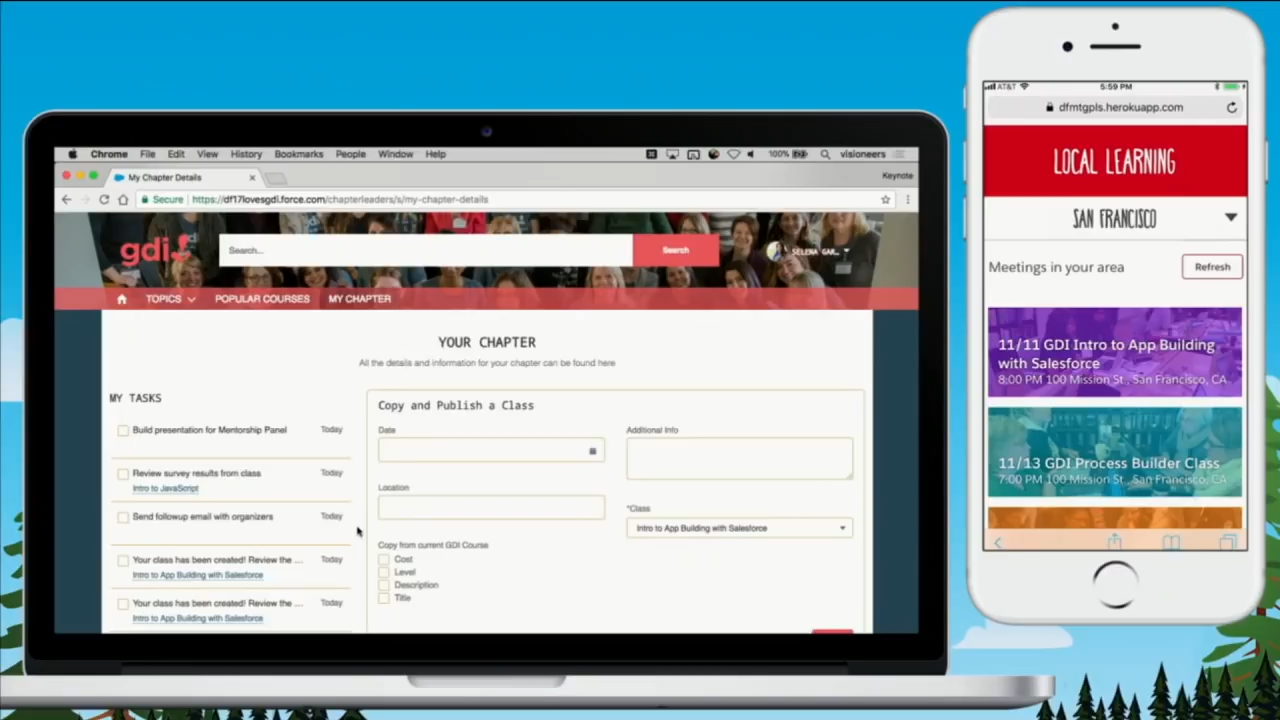 Chrome File Edit View History Bookmarks People Window Help 100% visioneers
My Chapter Details
Keynote
Secure https://df17lovesgdi.force.com/chapterleaders/s/my-chapter-details
gdi
Search...
Search
SELENA GAR...
TOPICS POPULAR COURSES MY CHAPTER
YOUR CHAPTER
All the details and information for your chapter can be found here
MY TASKS
Build presentation for Mentorship Panel Today
Review survey results from class Today
Intro to JavaScript
Send followup email with organizers Today
Your class has been created! Review the ... Today
Intro to App Building with Salesforce
Your class has been created! Review the ... Today
Intro to App Building with Salesforce
Copy and Publish a Class
Date
Location
Copy from current GDI Course
Cost
Level
Description
Title
Additional Info
*Class
Intro to App Building with Salesforce
AT&T 5:59 PM
dfmtgpls.herokuapp.com
LOCAL LEARNING
SAN FRANCISCO
Meetings in your area
Refresh
11/11 GDI Intro to App Building
with Salesforce
8:00 PM 100 Mission St., San Francisco, CA
11/13 GDI Process Builder Class
7:00 PM 100 Mission St., San Francisco, CA